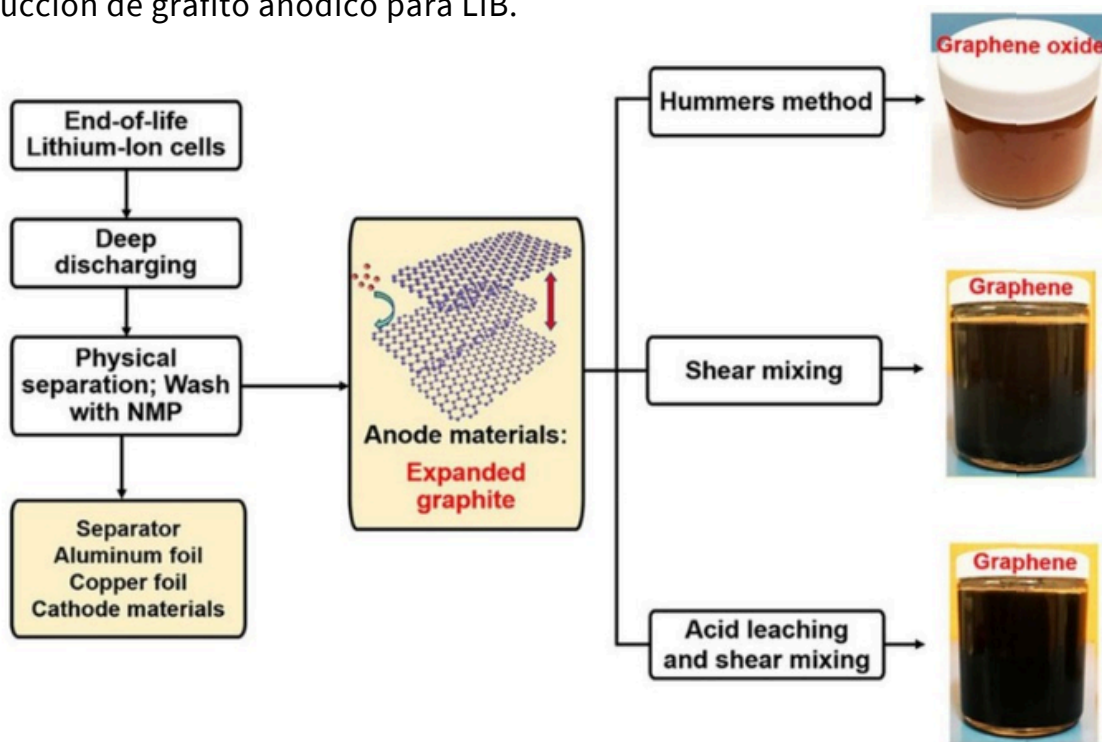 ucción de grafito anódico para LIB.
End-of-life
Lithium-Ion cells
Deep
discharging
Physical
separation; Wash
with NMP
Separator
Aluminum foil
Copper foil
Cathode materials
Anode materials:
Expanded
graphite
Hummers method
Graphene oxide
Shear mixing
Graphene
Acid leaching
and shear mixing
Graphene